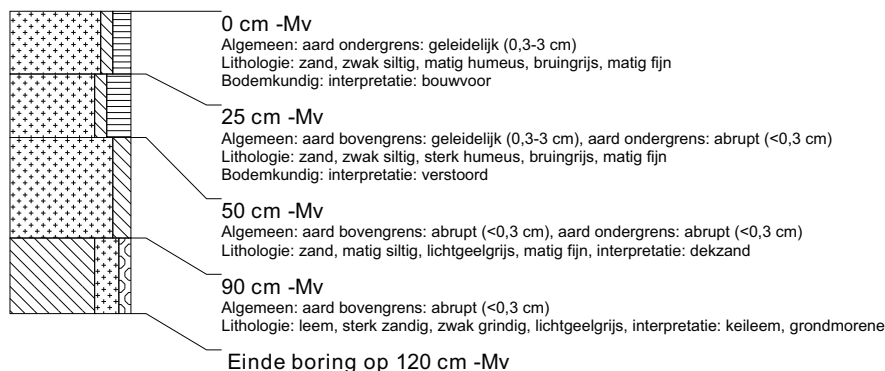 0 cm -Mv
Algemeen: aard ondergrens: geleidelijk (0,3-3 cm)
Lithologie: zand, zwak siltig, matig humeus, bruingrijs, matig fijn
Bodemkundig: interpretatie: bouwvoor
25 cm -Mv
Algemeen: aard bovengrens: geleidelijk (0,3-3 cm), aard ondergrens: abrupt (<0,3 cm)
Lithologie: zand, zwak siltig, sterk humeus, bruingrijs, matig fijn
Bodemkundig: interpretatie: verstoord
50 cm -Mv
Algemeen: aard bovengrens: abrupt (<0,3 cm), aard ondergrens: abrupt (<0,3 cm)
Lithologie: zand, matig siltig, lichtgeelgrijs, matig fijn, interpretatie: dekzand
90 cm -Mv
Algemeen: aard bovengrens: abrupt (<0,3 cm)
Lithologie: leem, sterk zandig, zwak grindig, lichtgeelgrijs, interpretatie: keileem, grondmorene
Einde boring op 120 cm -Mv